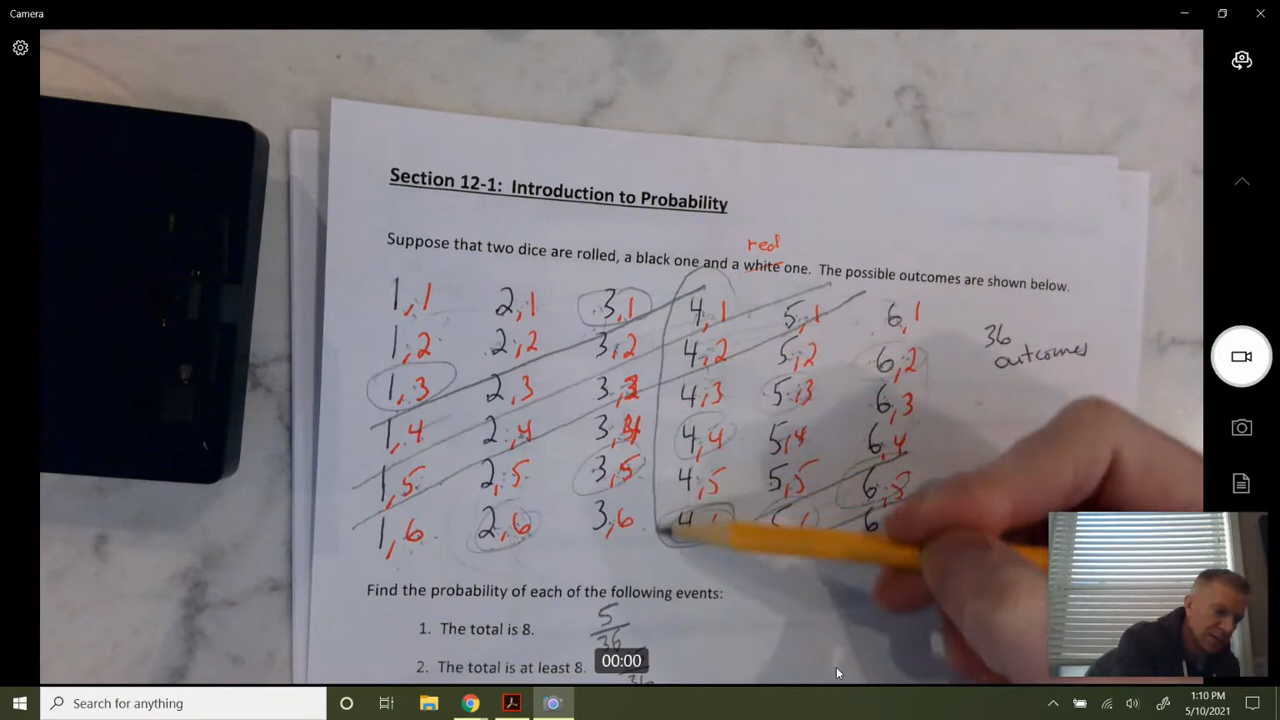 Camera
Section 12-1: Introduction to Probability
red
Suppose that two dice are rolled, a black one and a white one. The possible outcomes are shown below.
1,1 2,1 3,1 4,1 5,1 6,1
1,2 2,2 3,2 4,2 5,2 6,2
36
outcomes
1,3 2,3 3,3 4,3 5,3 6,3
1,4 2,4 3,4 4,4 5,4 6,4
1,5 2,5 3,5 4,5 5,5 6,5
1,6 2,6 3,6 4
Find the probability of each of the following events:
1. The total is 8. 5/36
2. The total is at least 8.
00:00
Search for anything
1:10 PM
5/10/2021